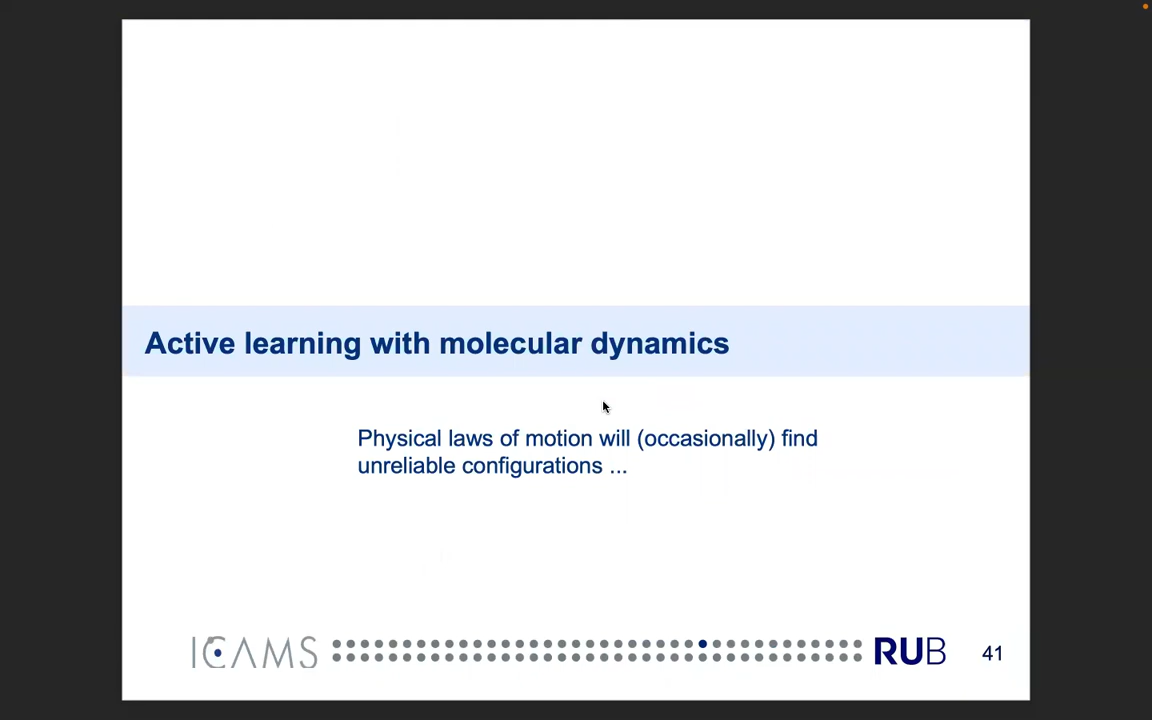 Active learning with molecular dynamics
Physical laws of motion will (occasionally) find
unreliable configurations ...
ICAMS
RUB
41